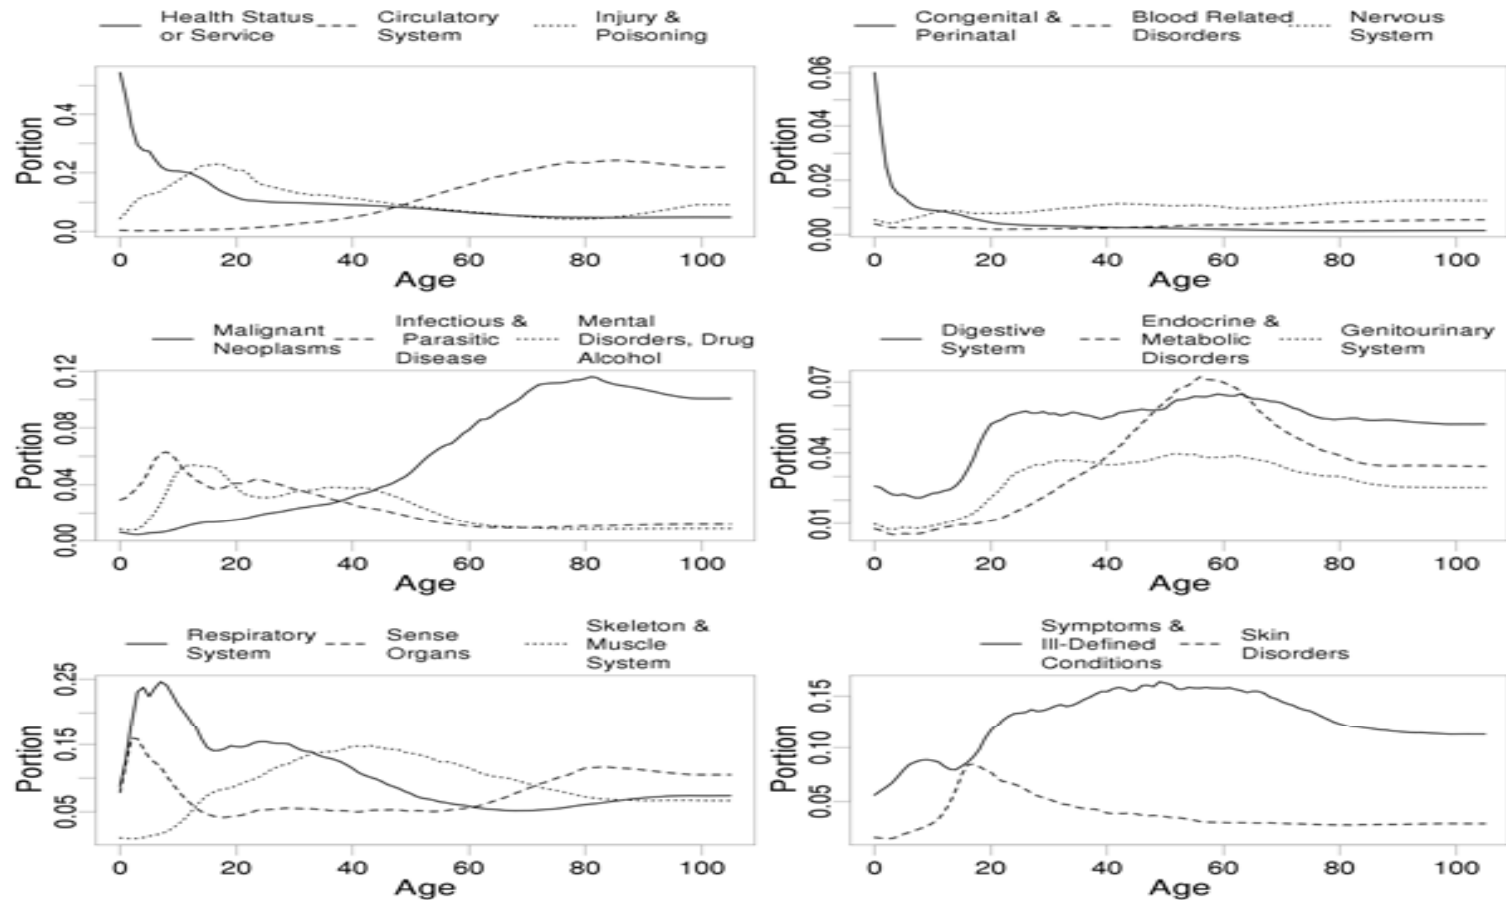 Health Status
or Service
Circulatory
System
Injury &
Poisoning
Portion
0.0 0.2 0.4
0 20 40 60 80 100
Age
Congenital &
Perinatal
Blood Related
Disorders
Nervous
System
Portion
0.00 0.02 0.04 0.06
0 20 40 60 80 100
Age
Malignant
Neoplasms
Infectious &
Parasitic
Disease
Mental
Disorders, Drug
Alcohol
Portion
0.00 0.04 0.08 0.12
0 20 40 60 80 100
Age
Digestive
System
Endocrine &
Metabolic
Disorders
Genitourinary
System
Portion
0.01 0.04 0.07
0 20 40 60 80 100
Age
Respiratory
System
Sense
Organs
Skeleton &
Muscle
System
Portion
0.05 0.15 0.25
0 20 40 60 80 100
Age
Symptoms &
Ill-Defined
Conditions
Skin
Disorders
Portion
0.05 0.10 0.15
0 20 40 60 80 100
Age